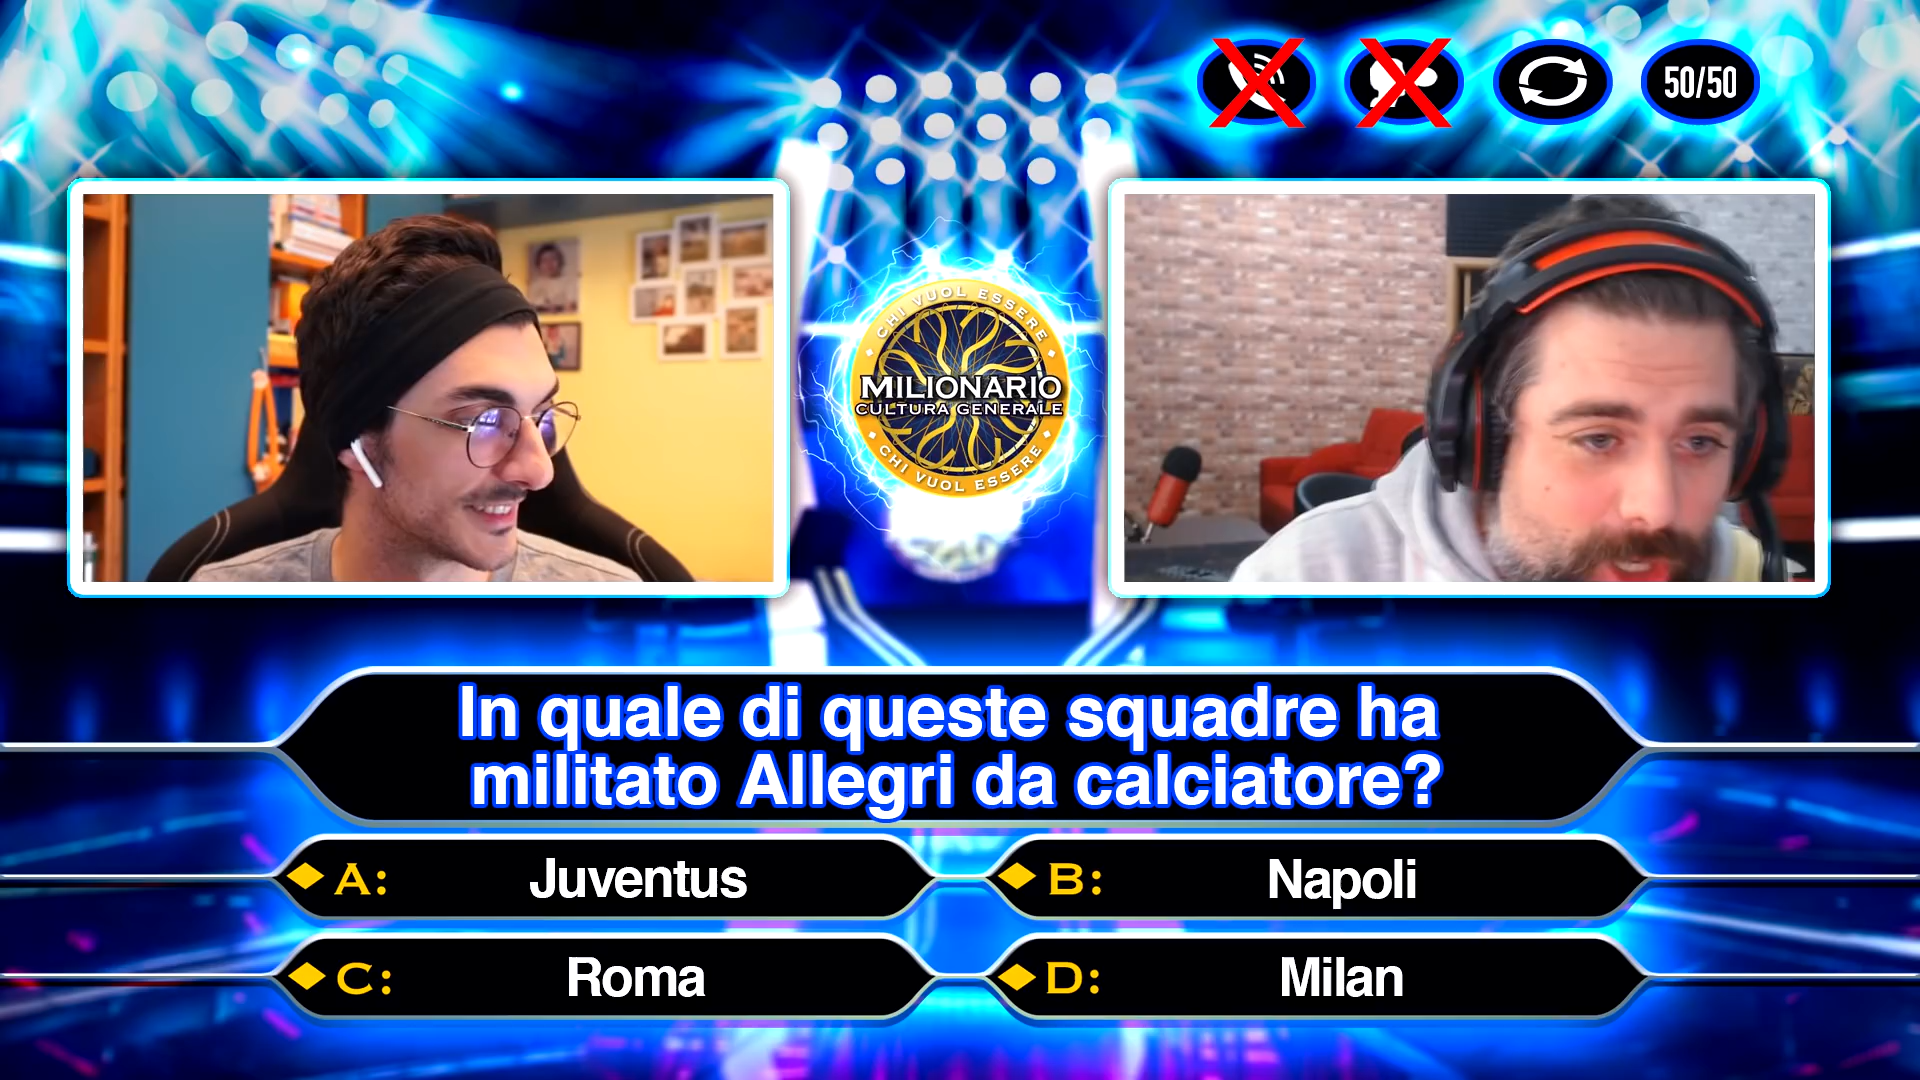 50/50
CHI VUOL ESSERE
MILIONARIO
CULTURA GENERALE
CHI VUOL ESSERE
In quale di queste squadre ha
militato Allegri da calciatore?
A: Juventus
B: Napoli
C: Roma
D: Milan